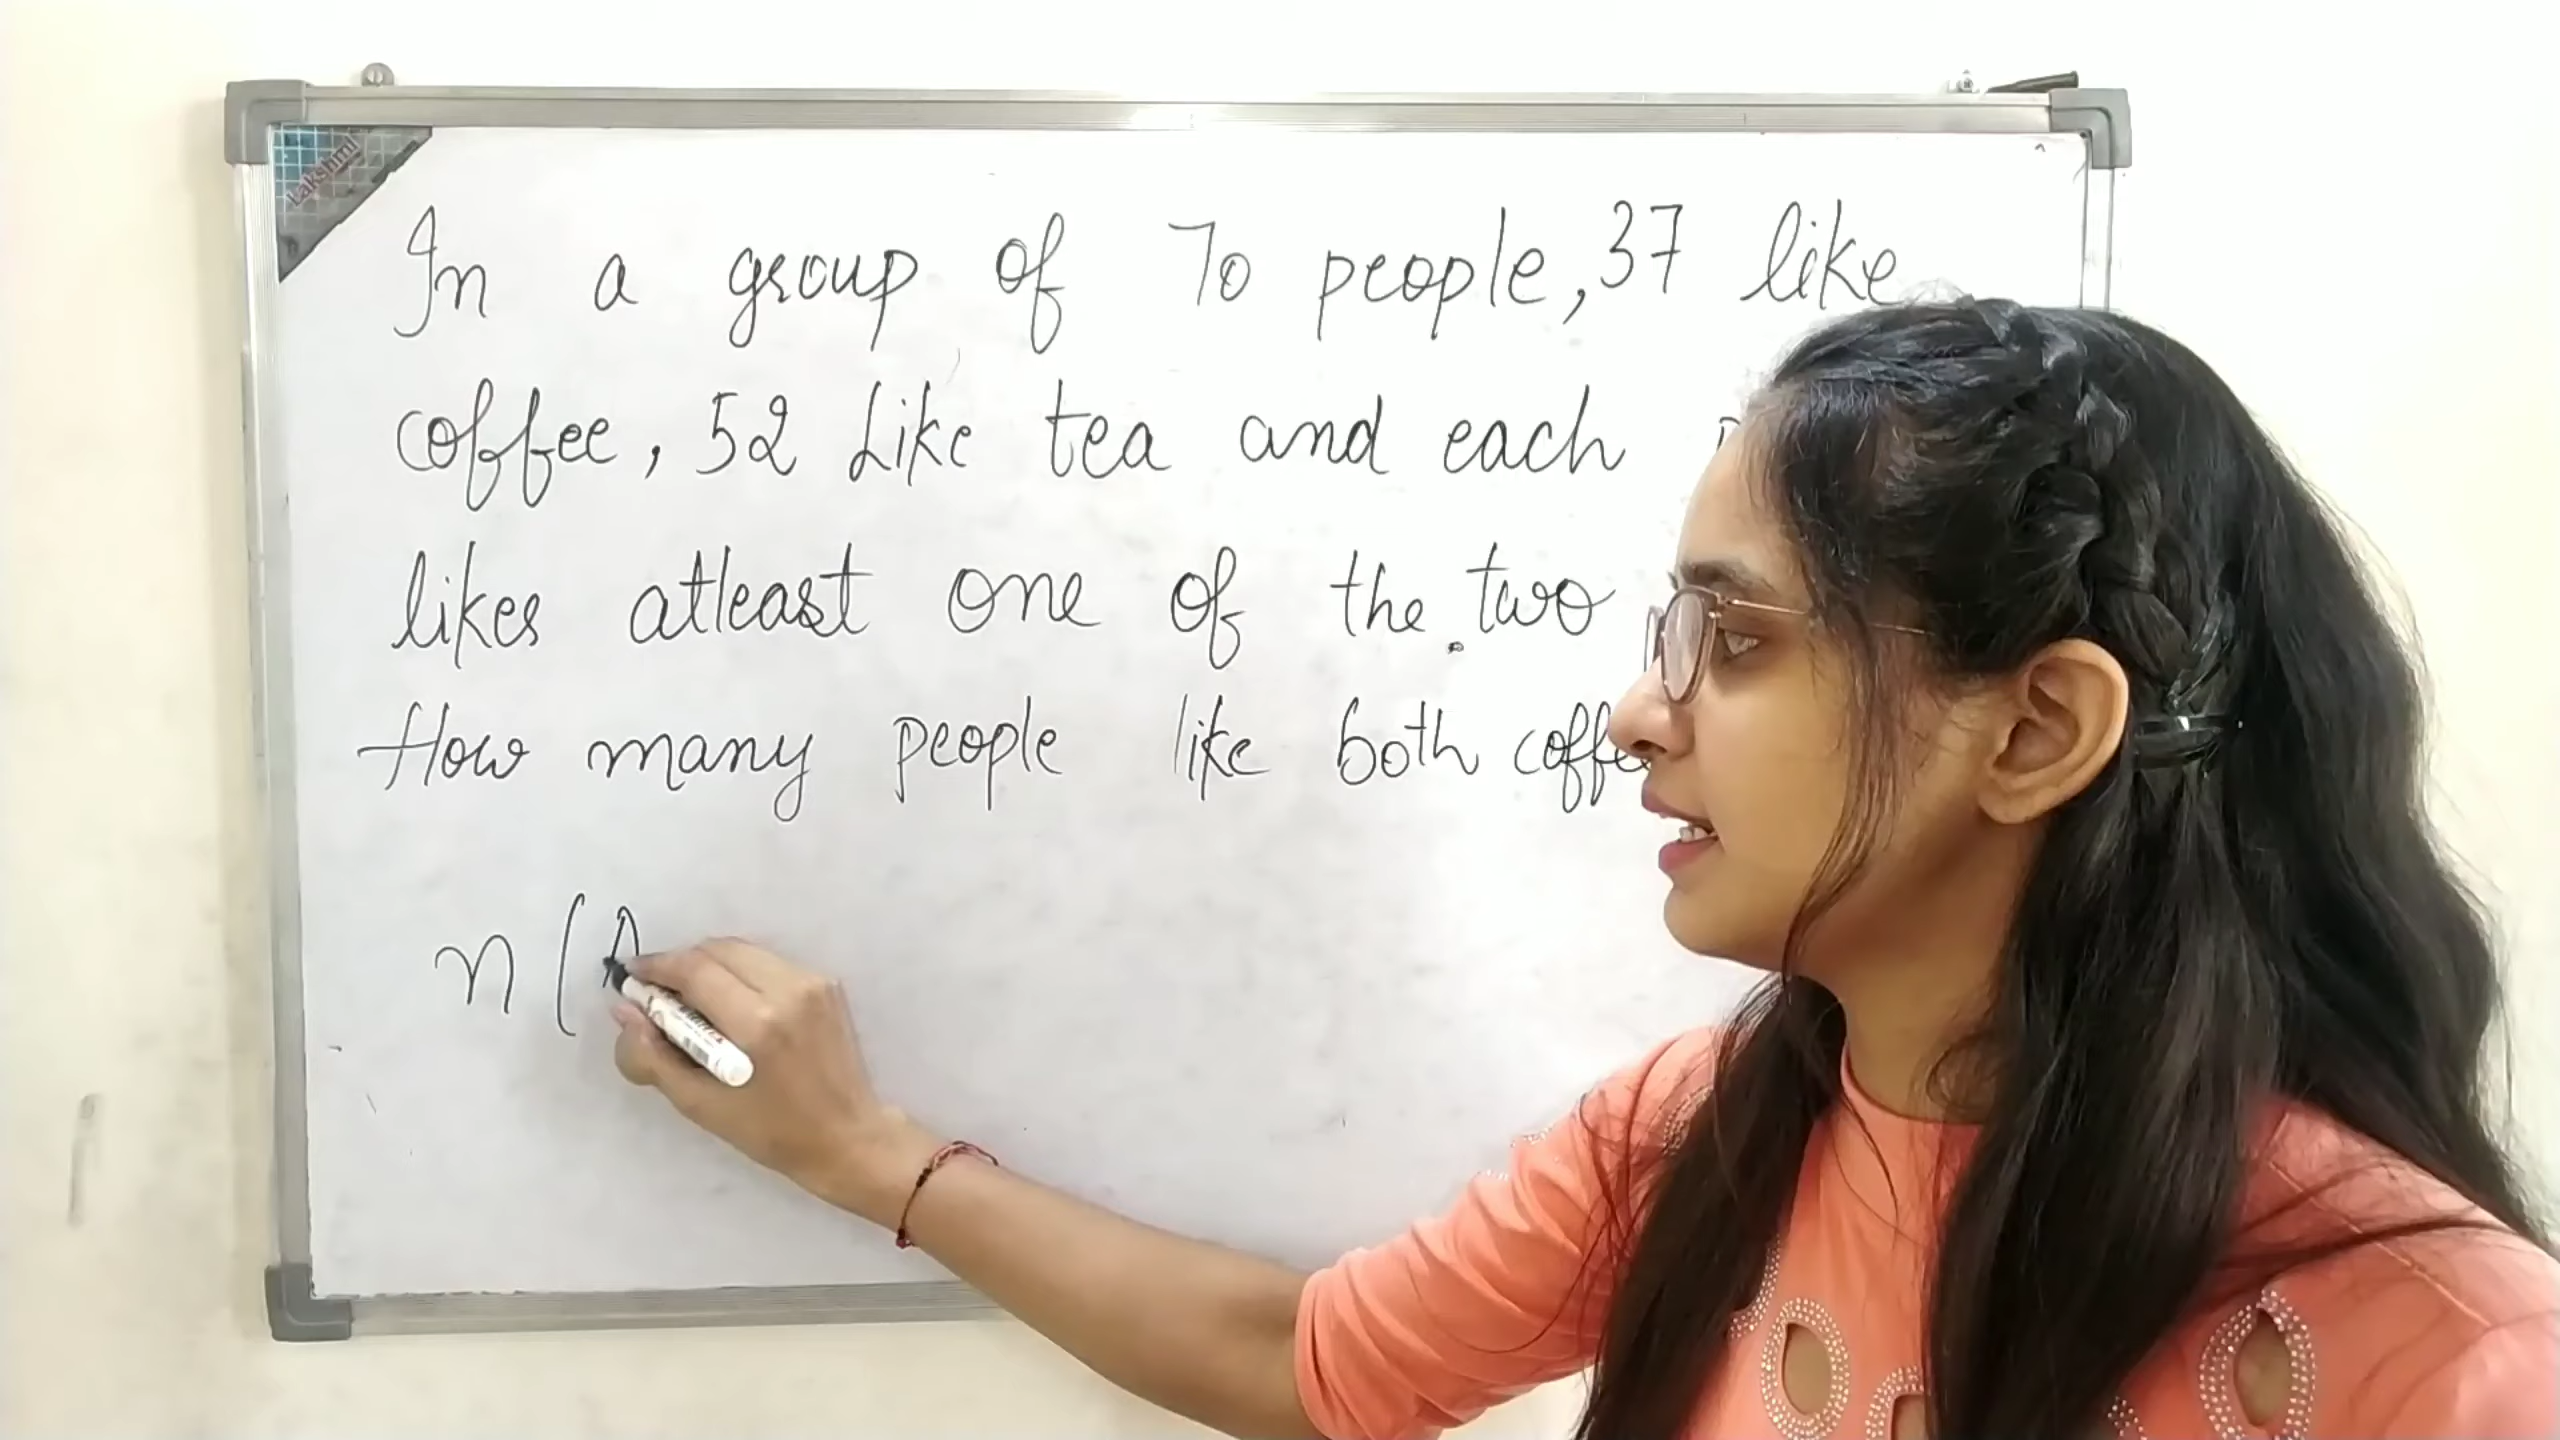 Lakshmi
In a group of 70 people, 37 like
coffee, 52 Like tea and each
likes atleast one of the two
How many people like both
n (A